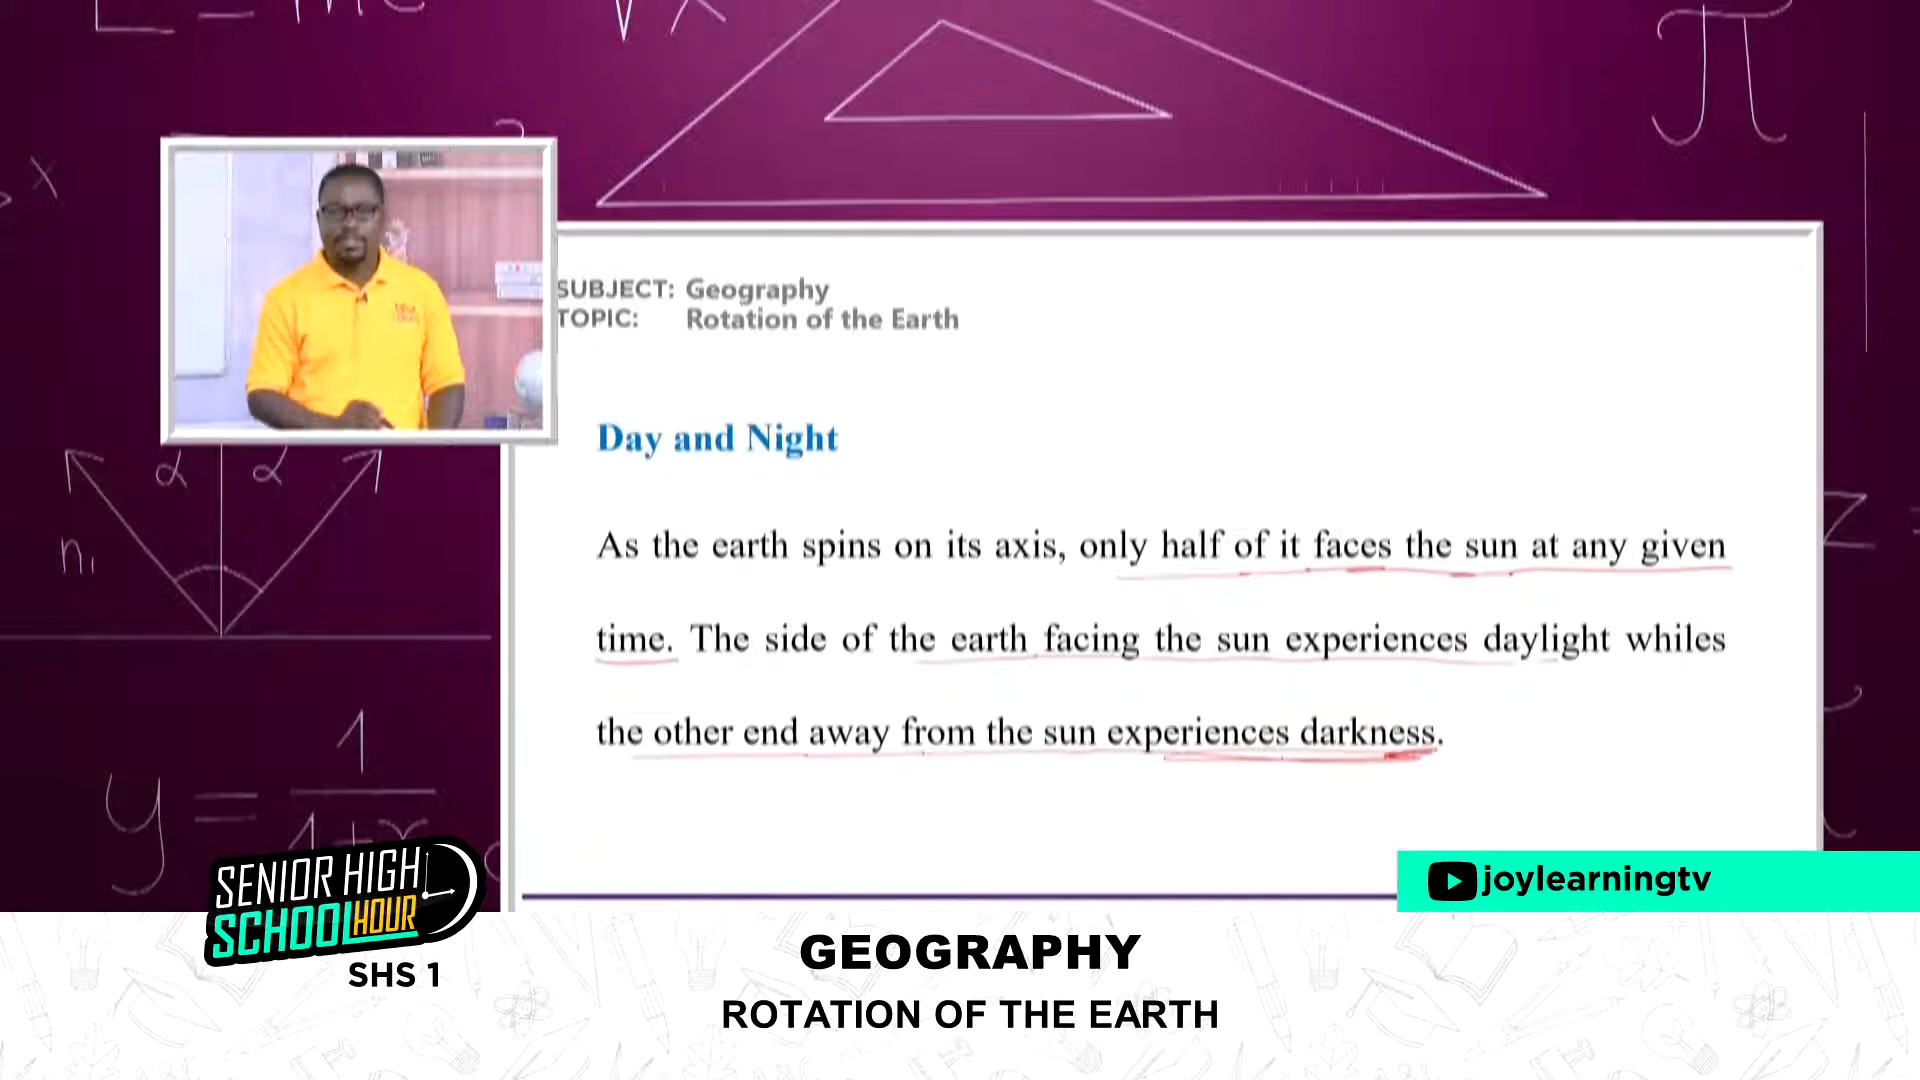 SUBJECT: Geography
TOPIC: Rotation of the Earth
Day and Night
As the earth spins on its axis, only half of it faces the sun at any given
time. The side of the earth facing the sun experiences daylight whiles
the other end away from the sun experiences darkness.
joylearningtv
SENIOR HIGH
SCHOOL HOUR
SHS 1
GEOGRAPHY
ROTATION OF THE EARTH
π
x
α α
n₁
y = 1
1+x
z =